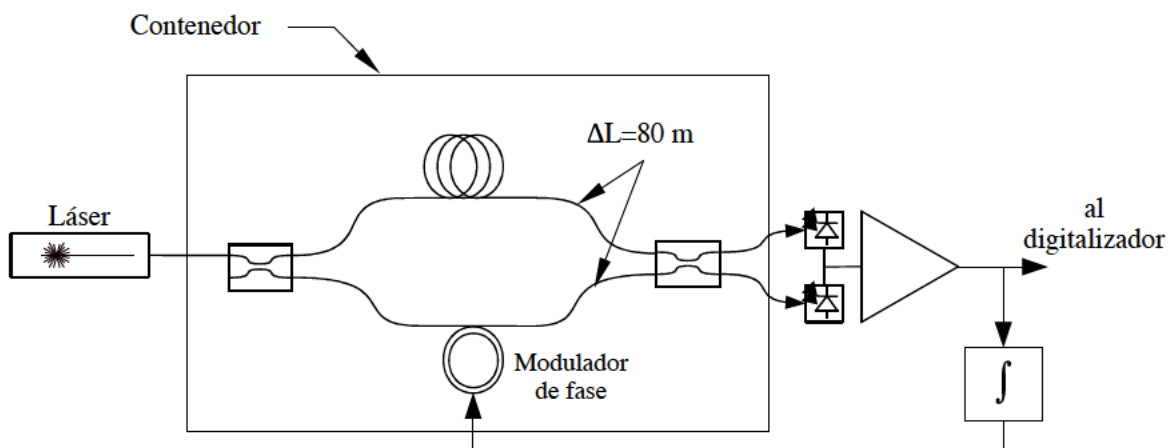 Contenedor
ΔL=80 m
Láser
al
digitalizador
Modulador
de fase
∫